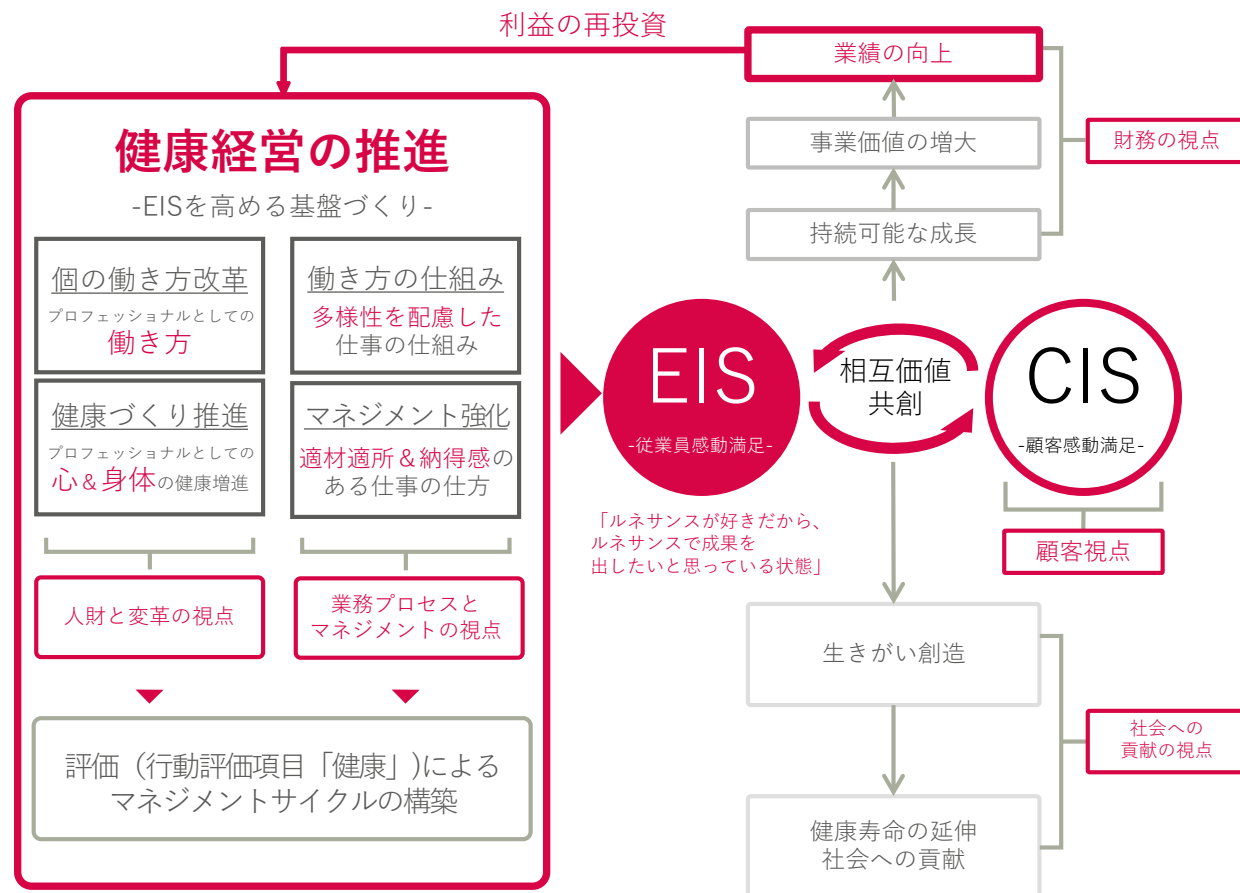 利益の再投資
健康経営の推進
-EISを高める基盤づくり-
個の働き方改革
プロフェッショナルとしての
働き方
働き方の仕組み
多様性を配慮した
仕事の仕組み
健康づくり推進
プロフェッショナルとしての
心&身体の健康増進
マネジメント強化
適材適所&納得感の
ある仕事の仕方
人財と変革の視点
業務プロセスと
マネジメントの視点
評価（行動評価項目「健康」)による
マネジメントサイクルの構築
業績の向上
事業価値の増大
持続可能な成長
財務の視点
EIS
-従業員感動満足-
相互価値
共創
CIS
-顧客感動満足-
「ルネサンスが好きだから、
ルネサンスで成果を
出したいと思っている状態」
顧客視点
生きがい創造
健康寿命の延伸
社会への貢献
社会への
貢献の視点